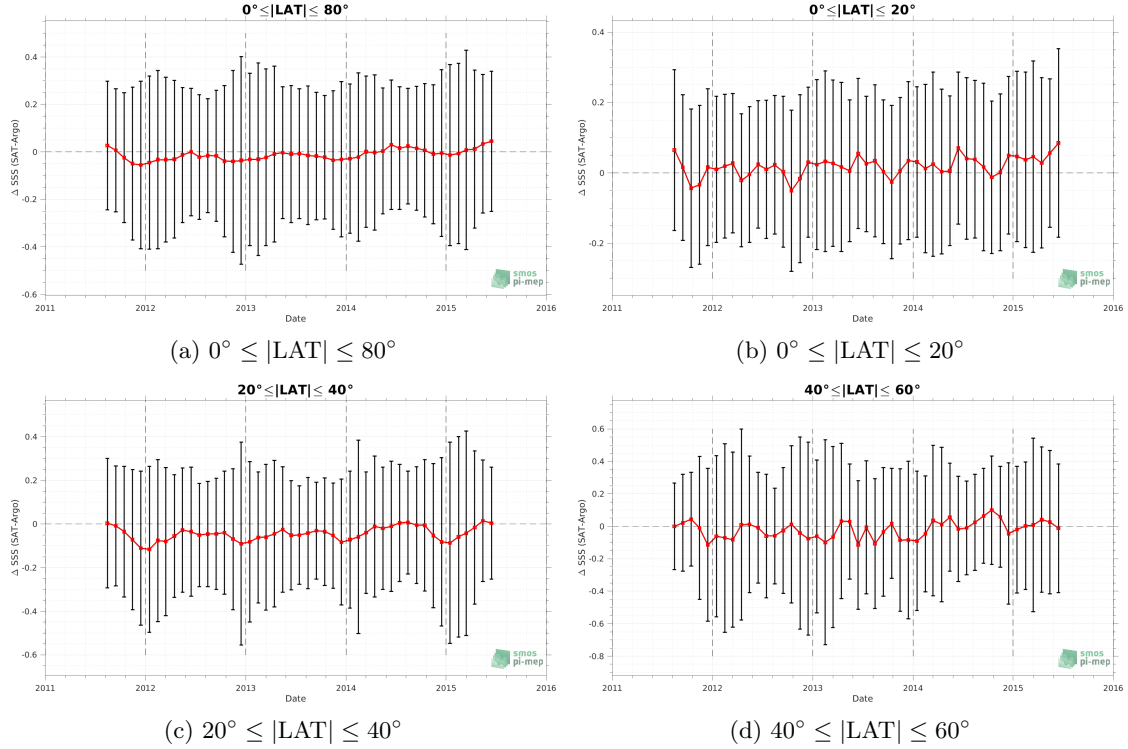 0°≤|LAT|≤ 80°
Δ SSS (SAT-Argo)
0.4
0.2
0
-0.2
-0.4
-0.6
2011 2012 2013 2014 2015 2016
Date
smos
pi-mep
(a) 0° ≤ |LAT| ≤ 80°
0°≤|LAT|≤ 20°
Δ SSS (SAT-Argo)
0.4
0.2
0
-0.2
2011 2012 2013 2014 2015 2016
Date
smos
pi-mep
(b) 0° ≤ |LAT| ≤ 20°
20°≤|LAT|≤ 40°
Δ SSS (SAT-Argo)
0.4
0.2
0
-0.2
-0.4
-0.6
2011 2012 2013 2014 2015 2016
Date
smos
pi-mep
(c) 20° ≤ |LAT| ≤ 40°
40°≤|LAT|≤ 60°
Δ SSS (SAT-Argo)
0.6
0.4
0.2
0
-0.2
-0.4
-0.6
-0.8
2011 2012 2013 2014 2015 2016
Date
smos
pi-mep
(d) 40° ≤ |LAT| ≤ 60°